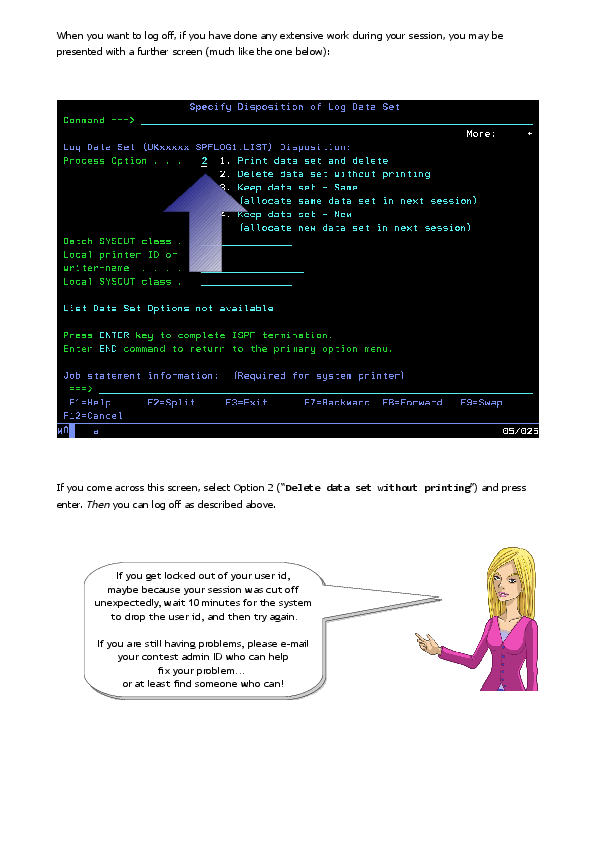 When you want to log off, if you have done any extensive work during your session, you may be
presented with a further screen (much like the one below):
Specify Disposition of Log Data Set
Command ===>
More:     +
Log Data Set (UKxxxxx SPFLOG1.LIST) Disposition:
Process Option . . .   2  1. Print data set and delete
2. Delete data set without printing
3. Keep data set - Same
(allocate same data set in next session)
Keep data set - New
(allocate new data set in next session)
Batch SYSOUT class .
Local printer ID or
writer-name . . . . .
Local SYSOUT class .
List Data Set Options not available
Press ENTER key to complete ISPF termination.
Enter END command to return to the primary option menu.
Job statement information:  (Required for system printer)
===>
F1=Help     F2=Split     F3=Exit     F7=Backward  F8=Forward  F9=Swap
F12=Cancel
a
05/025
If you come across this screen, select Option 2 (“Delete data set without printing”) and press
enter. Then you can log off as described above.
If you get locked out of your user id,
maybe because your session was cut off
unexpectedly, wait 10 minutes for the system
to drop the user id, and then try again.
If you are still having problems, please e-mail
your contest admin ID who can help
fix your problem...
or at least find someone who can!